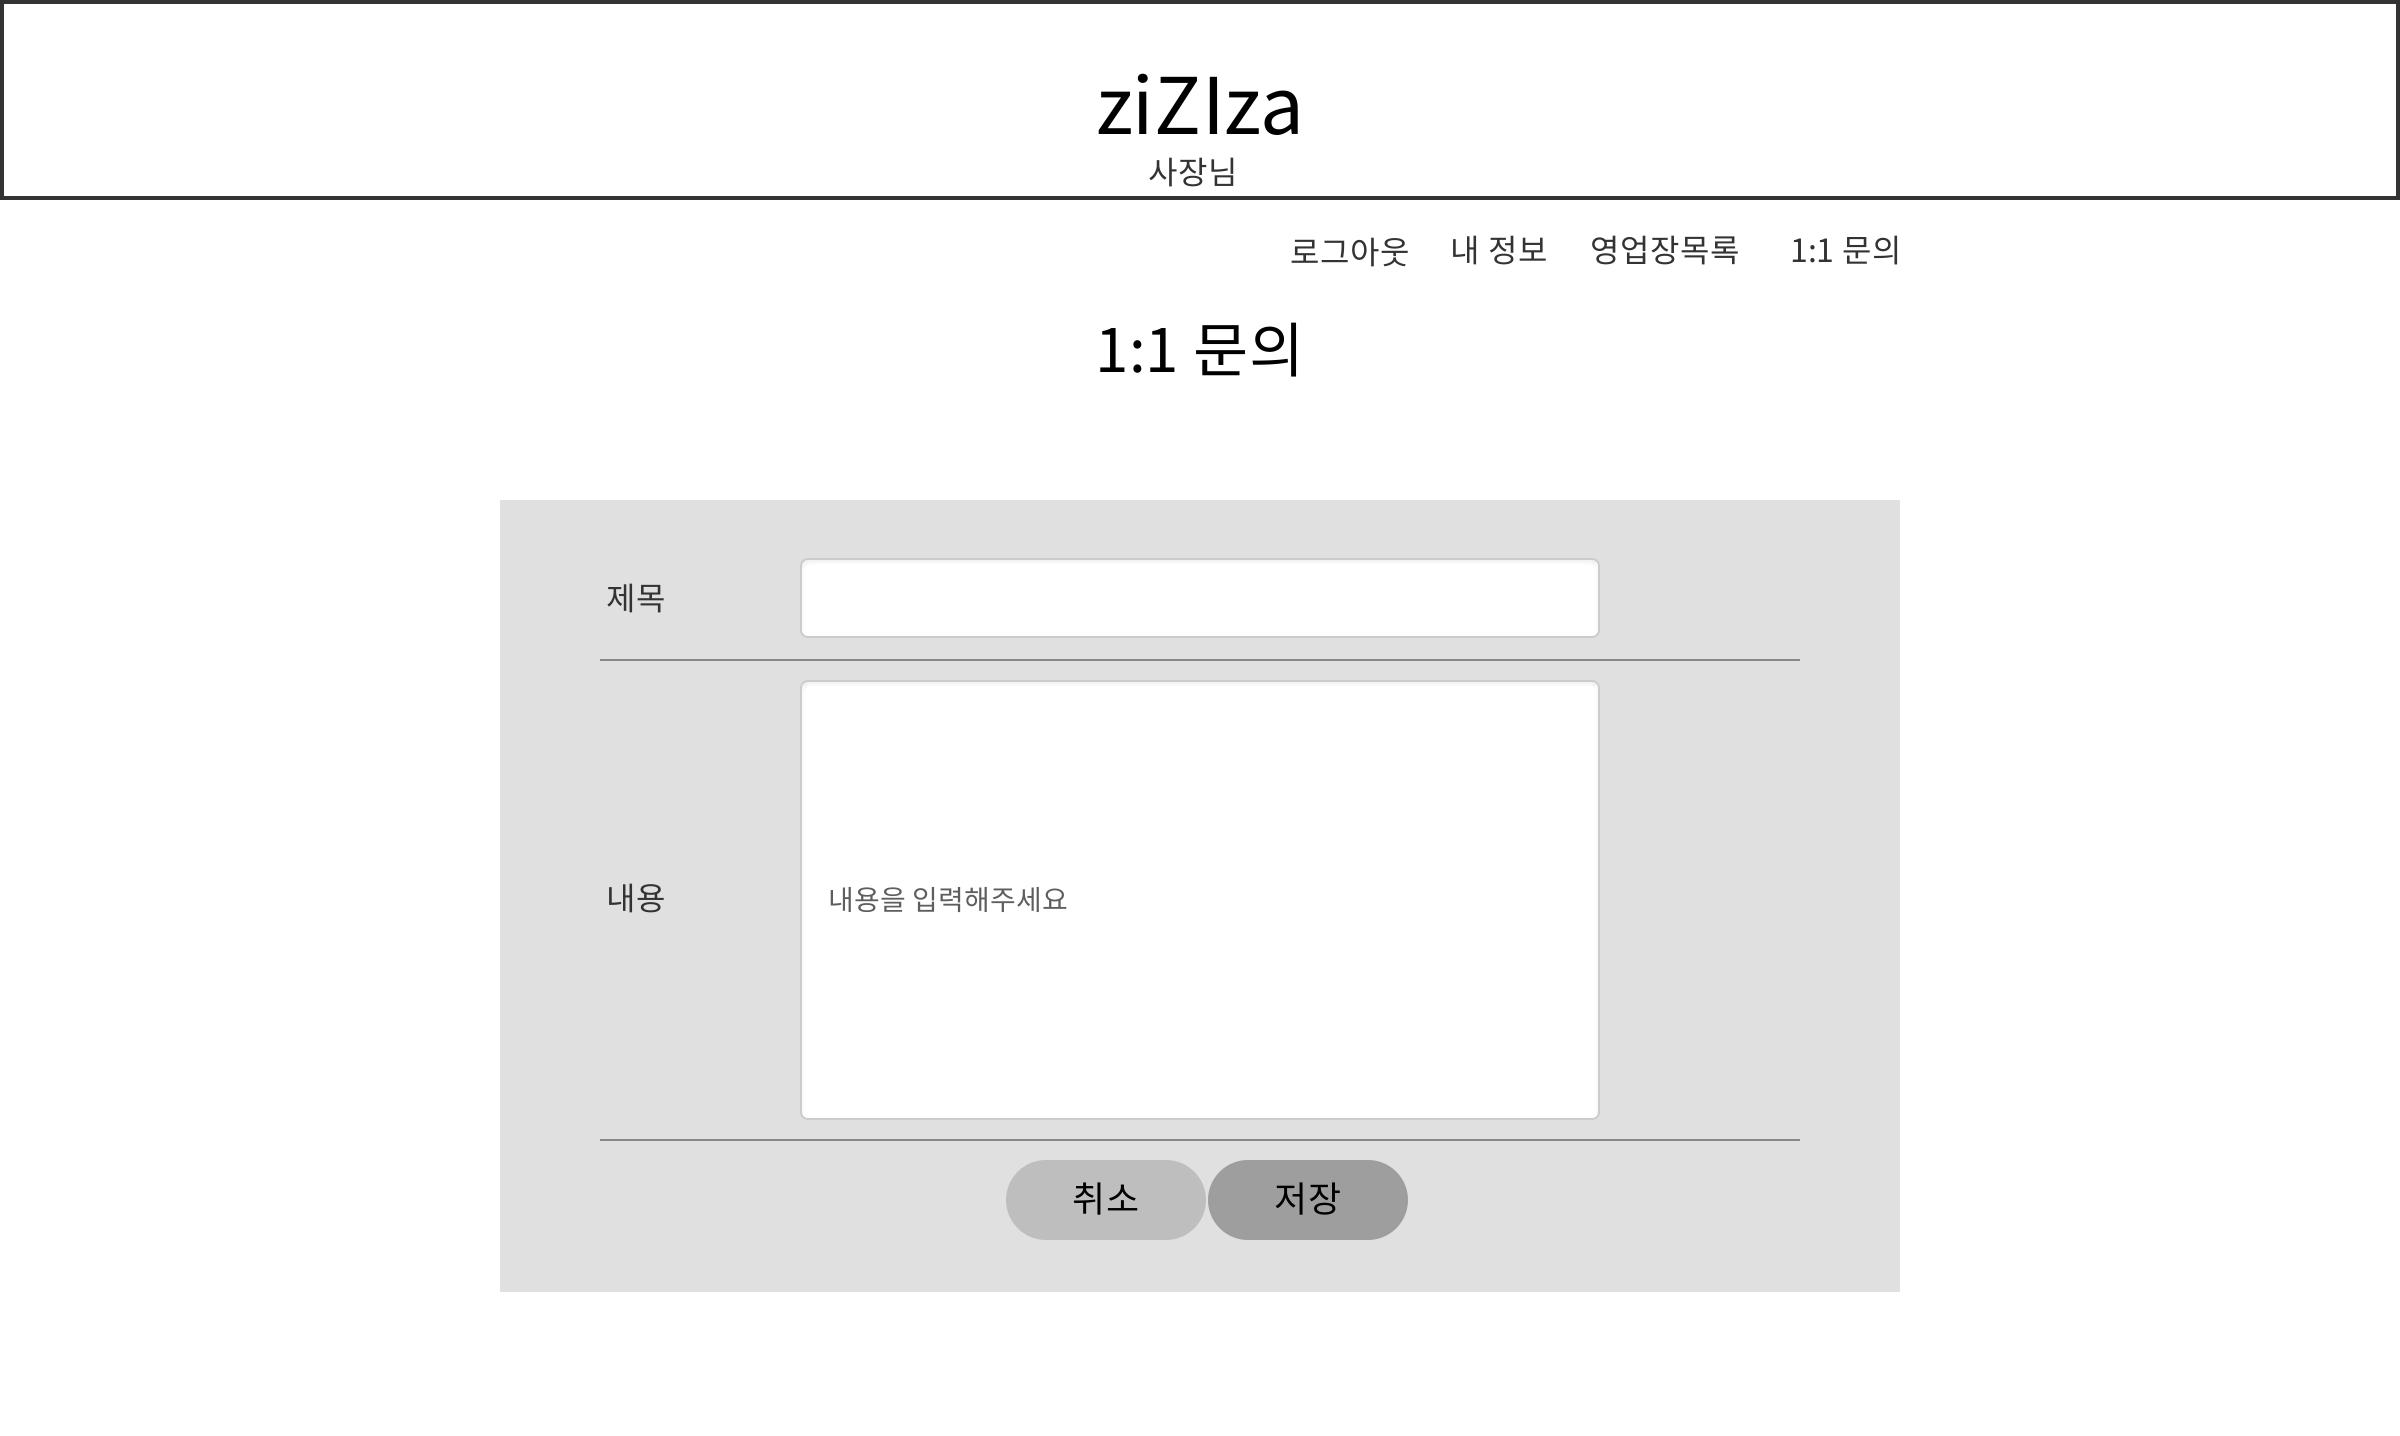 ziZIza
사장님
로그아웃 내 정보 영업장목록 1:1 문의
1:1 문의
제목
내용
내용을 입력해주세요
취소 저장